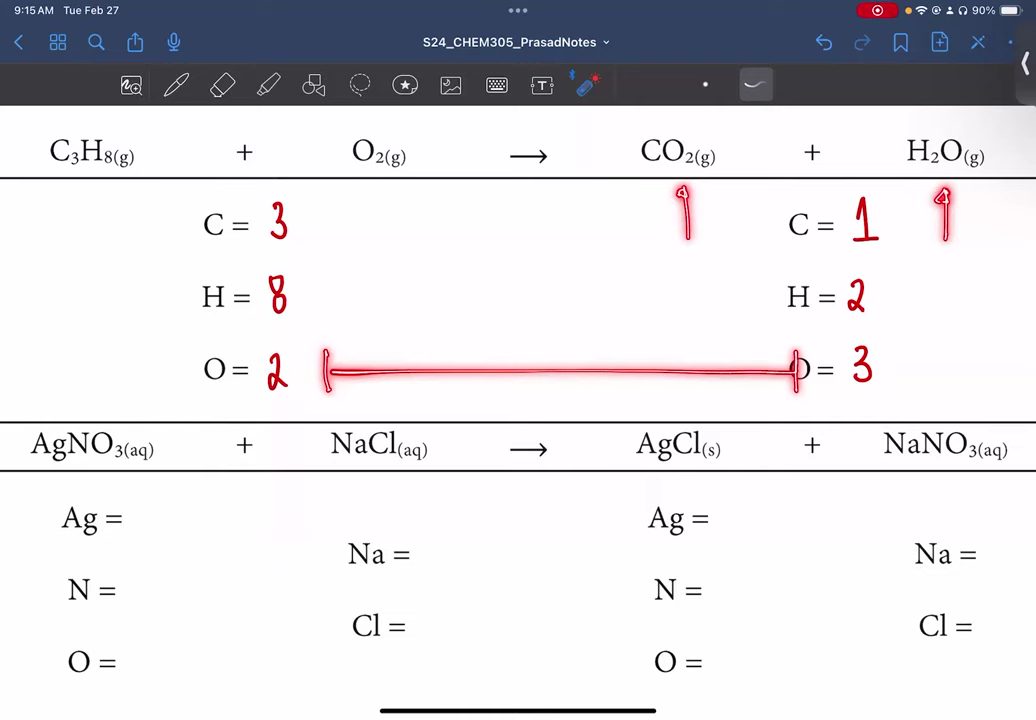 9:15 AM Tue Feb 27 90%
S24_CHEM305_PrasadNotes
C₃H₈(g) + O₂(g) ⟶ CO₂(g) + H₂O(g)
C = 3 C = 1
H = 8 H = 2
O = 2 O = 3
AgNO₃(aq) + NaCl(aq) ⟶ AgCl(s) + NaNO₃(aq)
Ag = Ag =
Na = Na =
N = N =
Cl = Cl =
O = O =